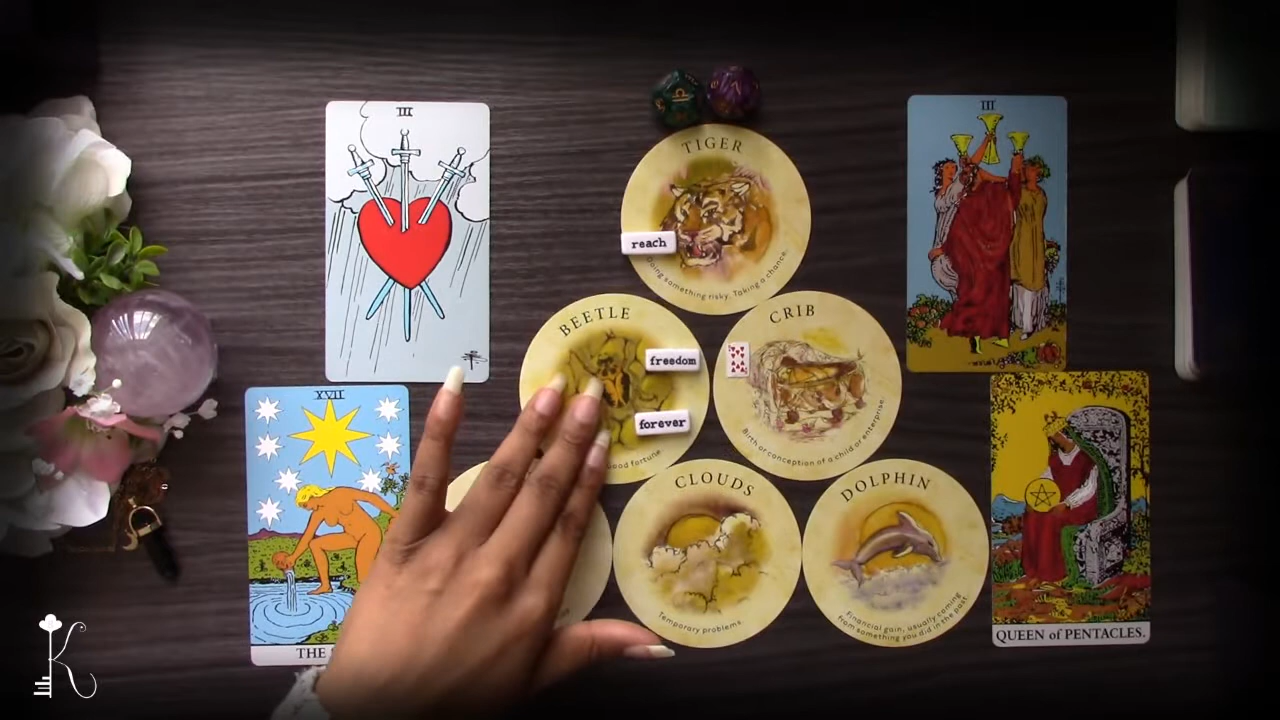 III
III
TIGER
reach
Doing something risky. Taking a chance.
BEETLE
CRIB
freedom
forever
Good fortune
Birth or conception of a child or enterprise.
XVII
CLOUDS
DOLPHIN
Temporary problems.
Financial gain, usually coming
from something you did in the past.
THE
QUEEN of PENTACLES.
K